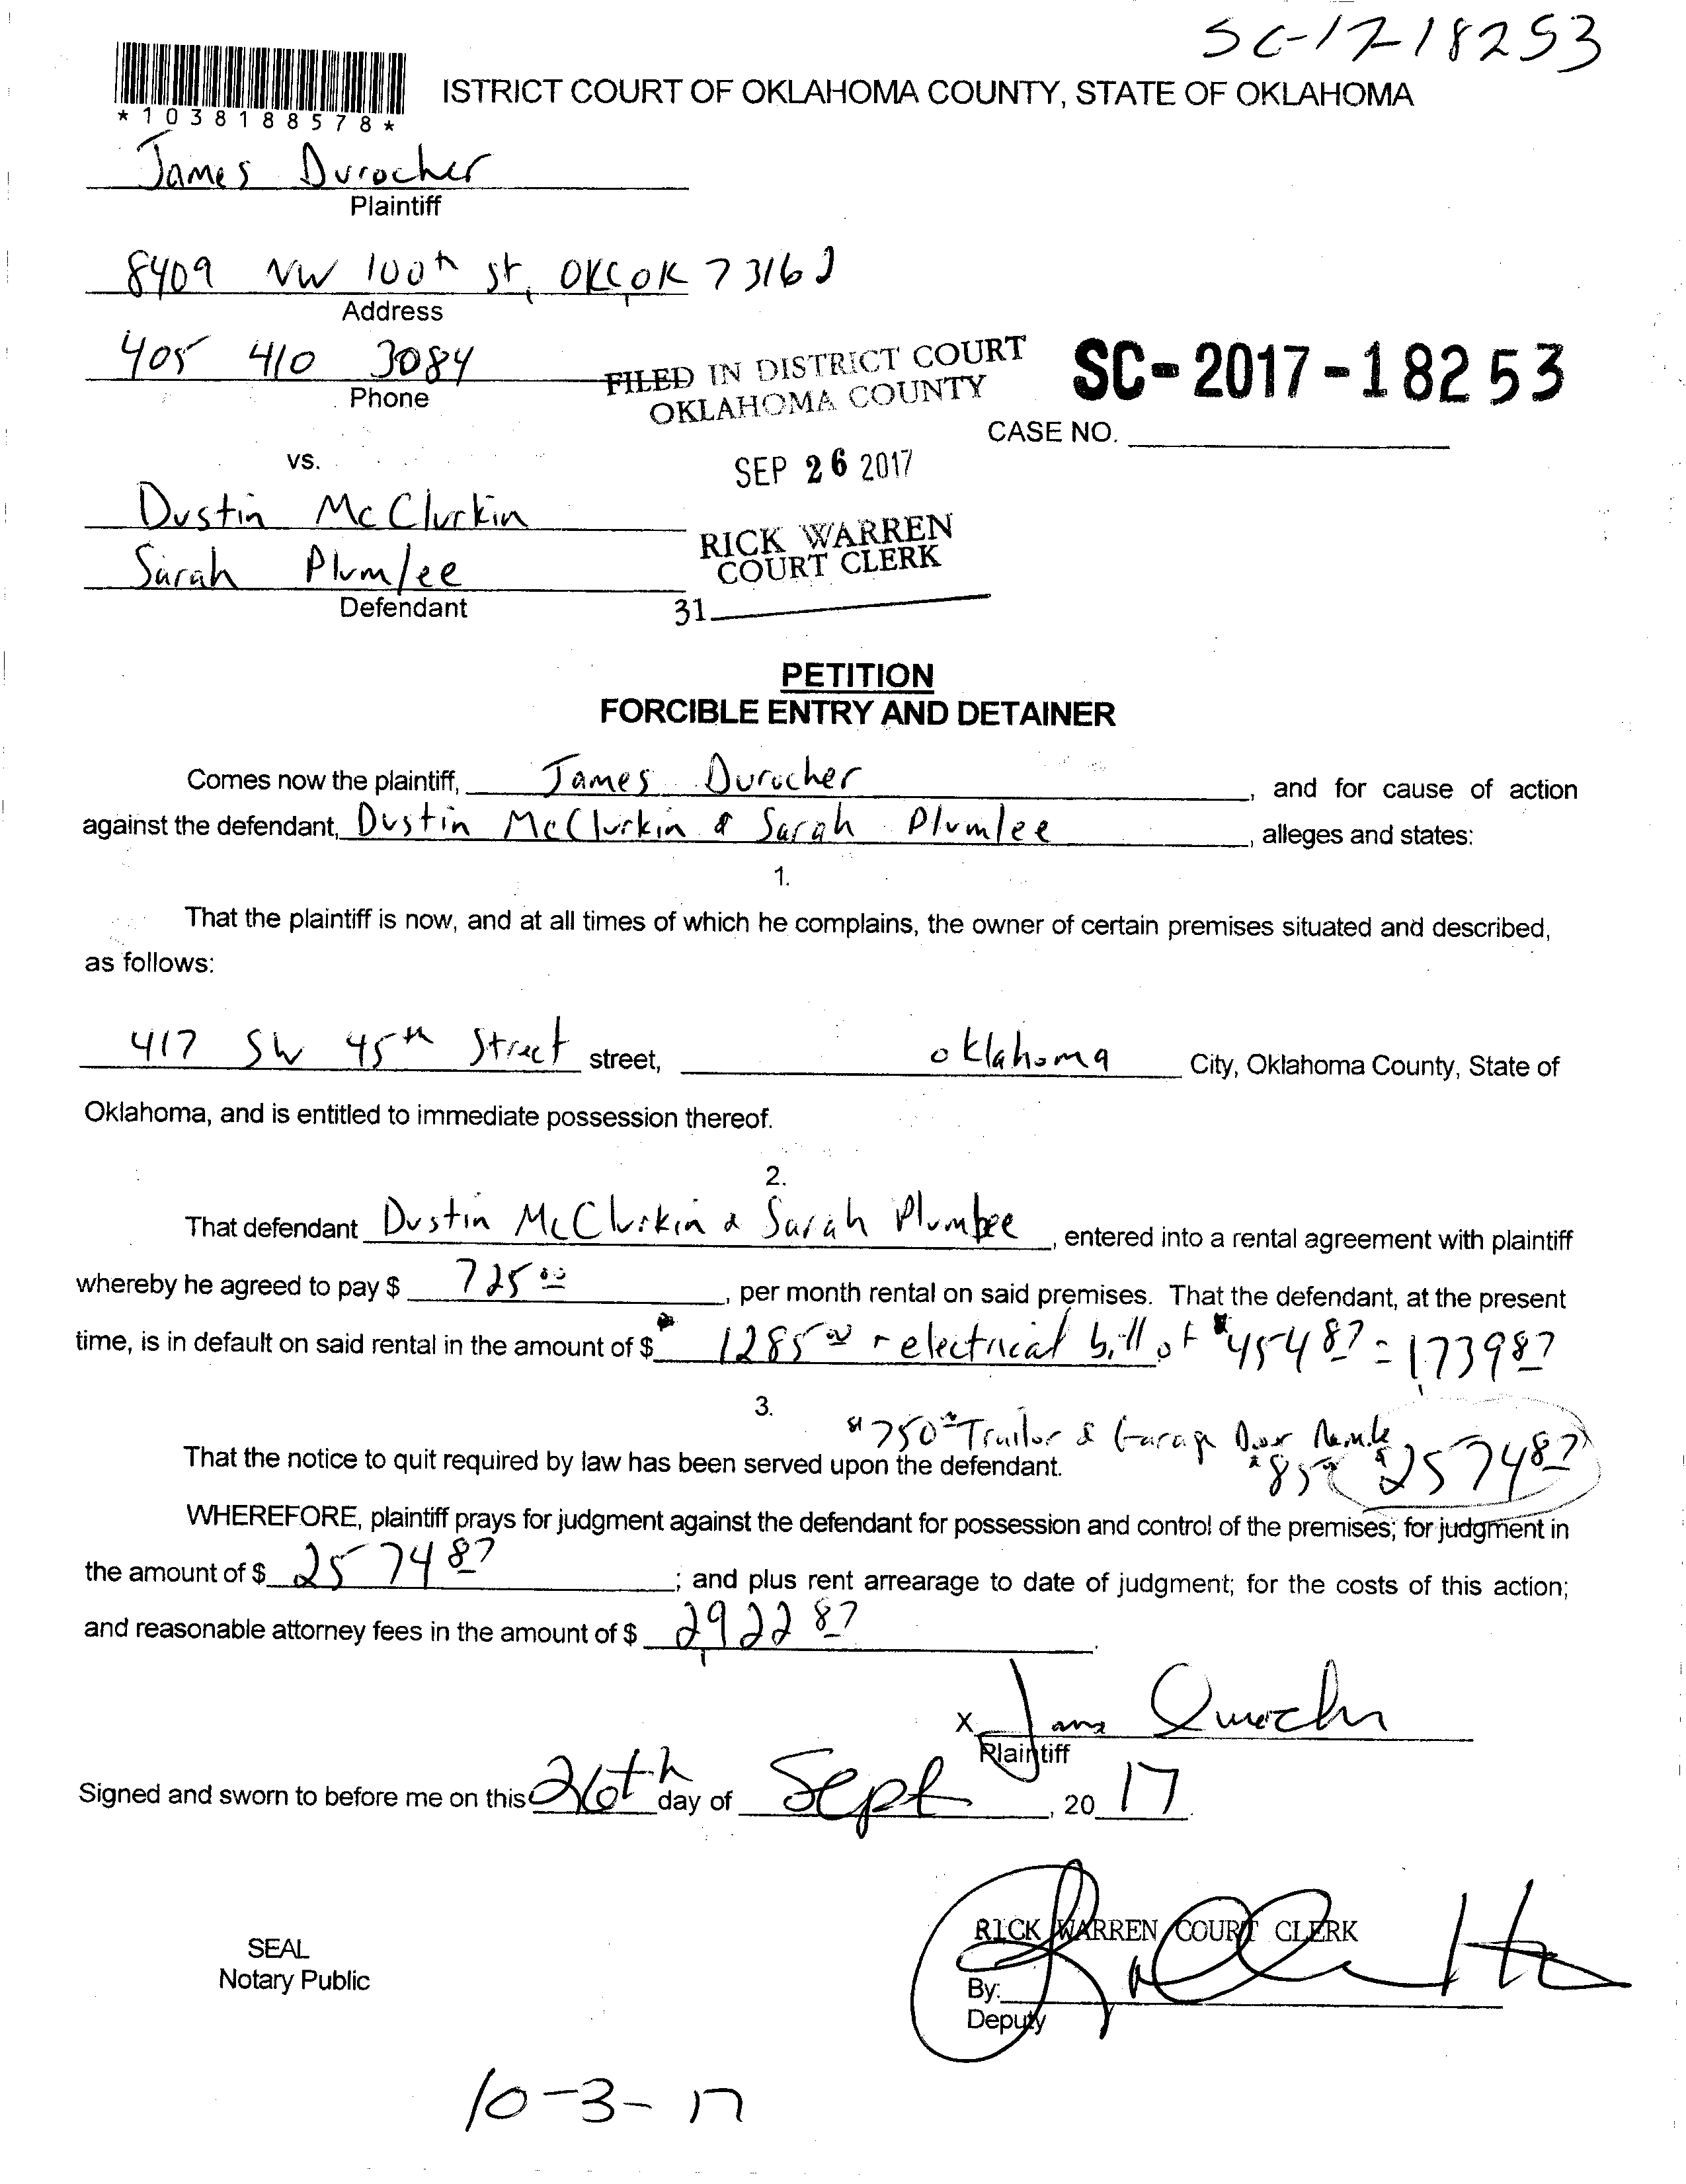 SC-17-18253
ISTRICT COURT OF OKLAHOMA COUNTY, STATE OF OKLAHOMA
*1038188578*
James Durocher
Plaintiff
8409 NW 100th st, OKC, OK 73162
Address
405 410 3084
Phone
FILED IN DISTRICT COURT
OKLAHOMA COUNTY
SC-2017-18253
CASE NO.
vs.
SEP 26 2017
Dustin McClurkin
Sarah Plumlee
Defendant
RICK WARREN
COURT CLERK
31
PETITION
FORCIBLE ENTRY AND DETAINER
Comes now the plaintiff, James Durocher, and for cause of action
against the defendant, Dustin McClurkin & Sarah Plumlee, alleges and states:
1.
That the plaintiff is now, and at all times of which he complains, the owner of certain premises situated and described,
as follows:
417 SW 45th Street street, Oklahoma City, Oklahoma County, State of
Oklahoma, and is entitled to immediate possession thereof.
2.
That defendant Dustin McClurkin & Sarah Plumlee, entered into a rental agreement with plaintiff
whereby he agreed to pay $ 725 00, per month rental on said premises. That the defendant, at the present
time, is in default on said rental in the amount of $ 1285 00 + electrical bill of $454 87 = 1739 87
3.
$750 00 Trailor & Garage Door Remote
That the notice to quit required by law has been served upon the defendant. $85 00 $2574 87
WHEREFORE, plaintiff prays for judgment against the defendant for possession and control of the premises; for judgment in
the amount of $ 2574 87; and plus rent arrearage to date of judgment; for the costs of this action;
and reasonable attorney fees in the amount of $ 2922 87.
X James Durocher
Plaintiff
Signed and sworn to before me on this 26th day of Sept, 20 17.
SEAL
Notary Public
RICK WARREN COURT CLERK
By:
Deputy
10-3-17